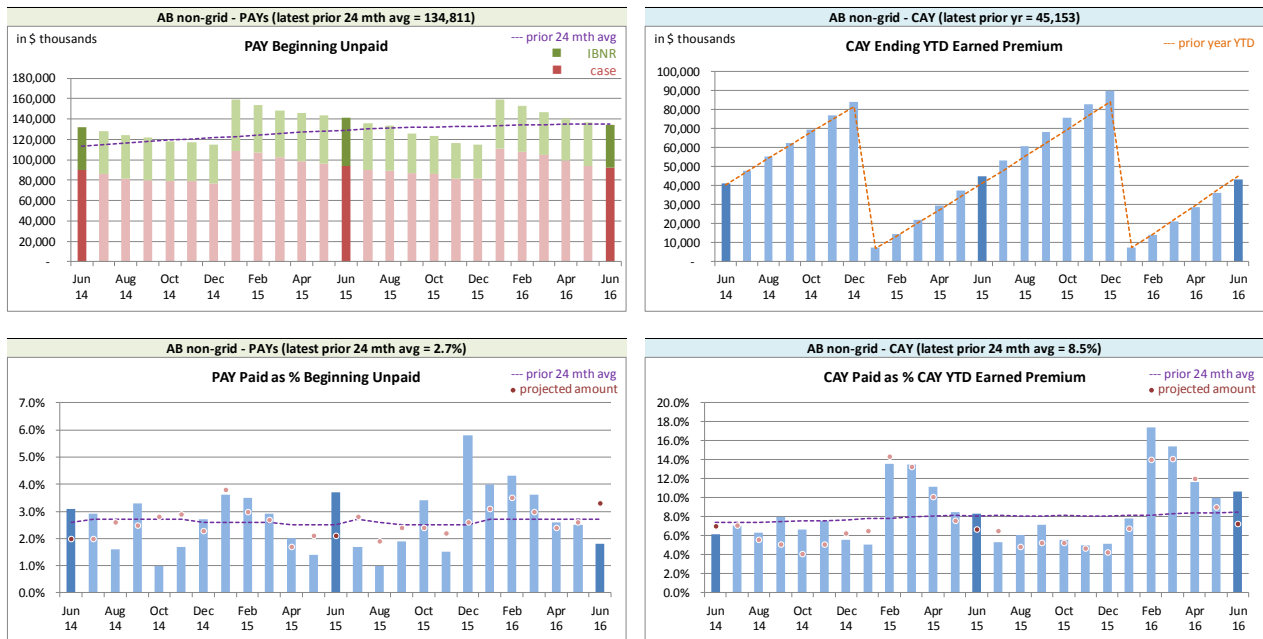 AB non-grid - PAYs (latest prior 24 mth avg = 134,811)
in $ thousands
PAY Beginning Unpaid
--- prior 24 mth avg
IBNR
case
180,000
160,000
140,000
120,000
100,000
80,000
60,000
40,000
20,000
-
Jun Aug Oct Dec Feb Apr Jun Aug Oct Dec Feb Apr Jun
14 14 14 14 15 15 15 15 15 15 16 16 16
AB non-grid - CAY (latest prior yr = 45,153)
in $ thousands
CAY Ending YTD Earned Premium
--- prior year YTD
100,000
90,000
80,000
70,000
60,000
50,000
40,000
30,000
20,000
10,000
-
Jun Aug Oct Dec Feb Apr Jun Aug Oct Dec Feb Apr Jun
14 14 14 14 15 15 15 15 15 15 16 16 16
AB non-grid - PAYs (latest prior 24 mth avg = 2.7%)
PAY Paid as % Beginning Unpaid
--- prior 24 mth avg
projected amount
7.0%
6.0%
5.0%
4.0%
3.0%
2.0%
1.0%
0.0%
Jun Aug Oct Dec Feb Apr Jun Aug Oct Dec Feb Apr Jun
14 14 14 14 15 15 15 15 15 15 16 16 16
AB non-grid - CAY (latest prior 24 mth avg = 8.5%)
CAY Paid as % CAY YTD Earned Premium
--- prior 24 mth avg
projected amount
20.0%
18.0%
16.0%
14.0%
12.0%
10.0%
8.0%
6.0%
4.0%
2.0%
0.0%
Jun Aug Oct Dec Feb Apr Jun Aug Oct Dec Feb Apr Jun
14 14 14 14 15 15 15 15 15 15 16 16 16